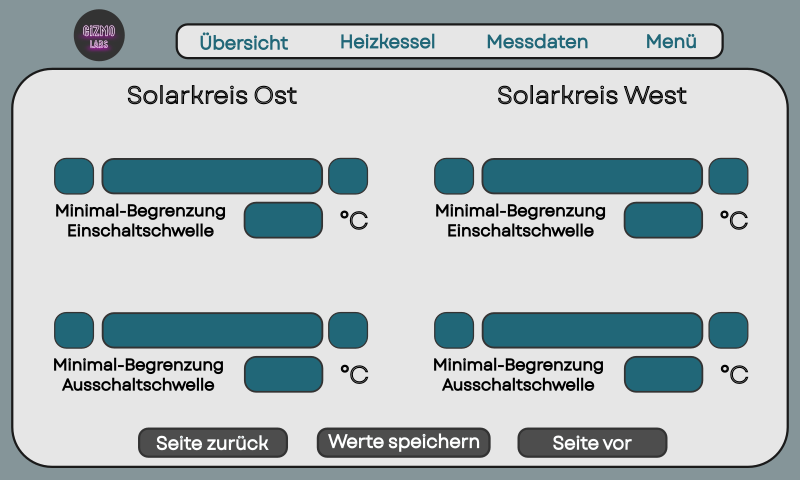 GIZMO
LABS
Übersicht Heizkessel Messdaten Menü
Solarkreis Ost Solarkreis West
Minimal-Begrenzung
Einschaltschwelle
°C
Minimal-Begrenzung
Einschaltschwelle
°C
Minimal-Begrenzung
Ausschaltschwelle
°C
Minimal-Begrenzung
Ausschaltschwelle
°C
Seite zurück Werte speichern Seite vor